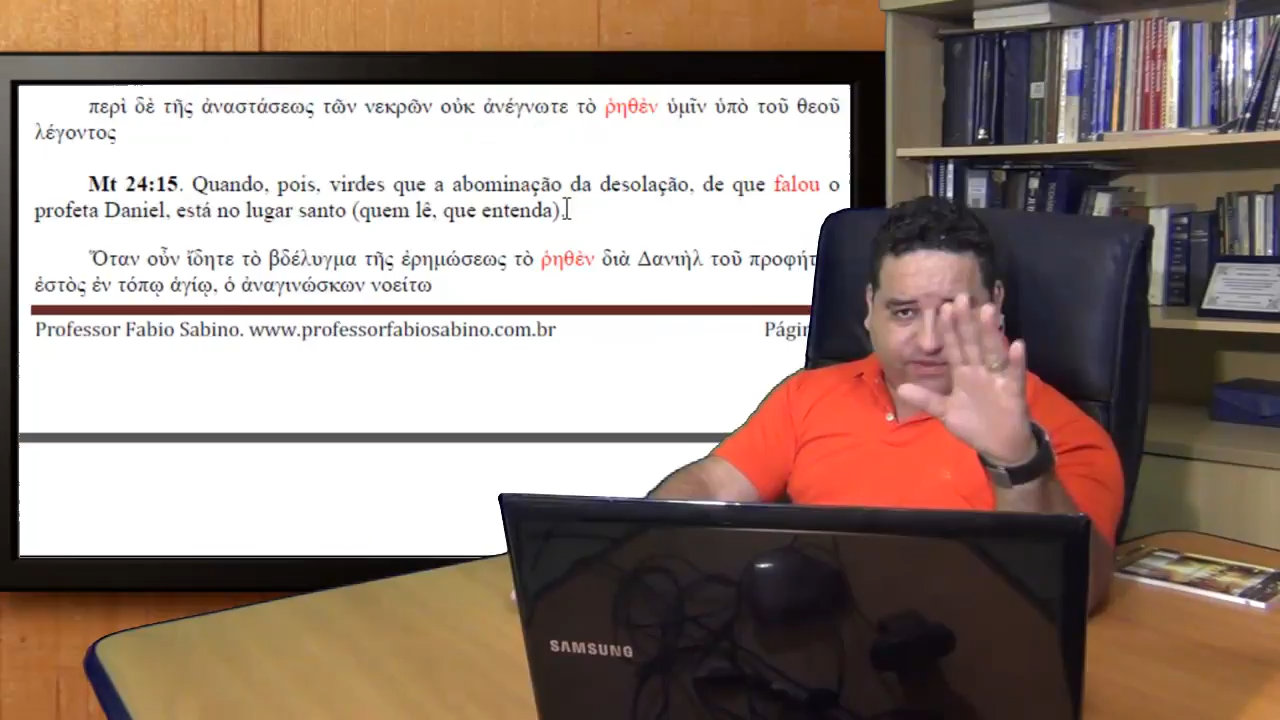 περὶ δὲ τῆς ἀναστάσεως τῶν νεκρῶν οὐκ ἀνέγνωτε τὸ ῥηθὲν ὑμῖν ὑπὸ τοῦ θεοῦ
λέγοντος
Mt 24:15. Quando, pois, virdes que a abominação da desolação, de que falou o
profeta Daniel, está no lugar santo (quem lê, que entenda),
Ὅταν οὖν ἴδητε τὸ βδέλυγμα τῆς ἐρημώσεως τὸ ῥηθὲν διὰ Δανιὴλ τοῦ προφήτ
ἑστὸς ἐν τόπῳ ἁγίῳ, ὁ ἀναγινώσκων νοείτω
Professor Fabio Sabino. www.professorfabiosabino.com.br Págin
SAMSUNG